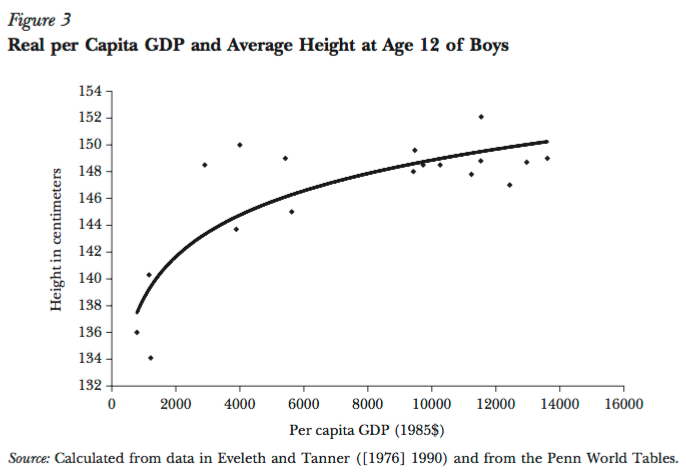 Figure 3
Real per Capita GDP and Average Height at Age 12 of Boys
154
152
150
148
146
144
142
140
138
136
134
132
Height in centimeters
0 2000 4000 6000 8000 10000 12000 14000 16000
Per capita GDP (1985$)
Source: Calculated from data in Eveleth and Tanner ([1976] 1990) and from the Penn World Tables.